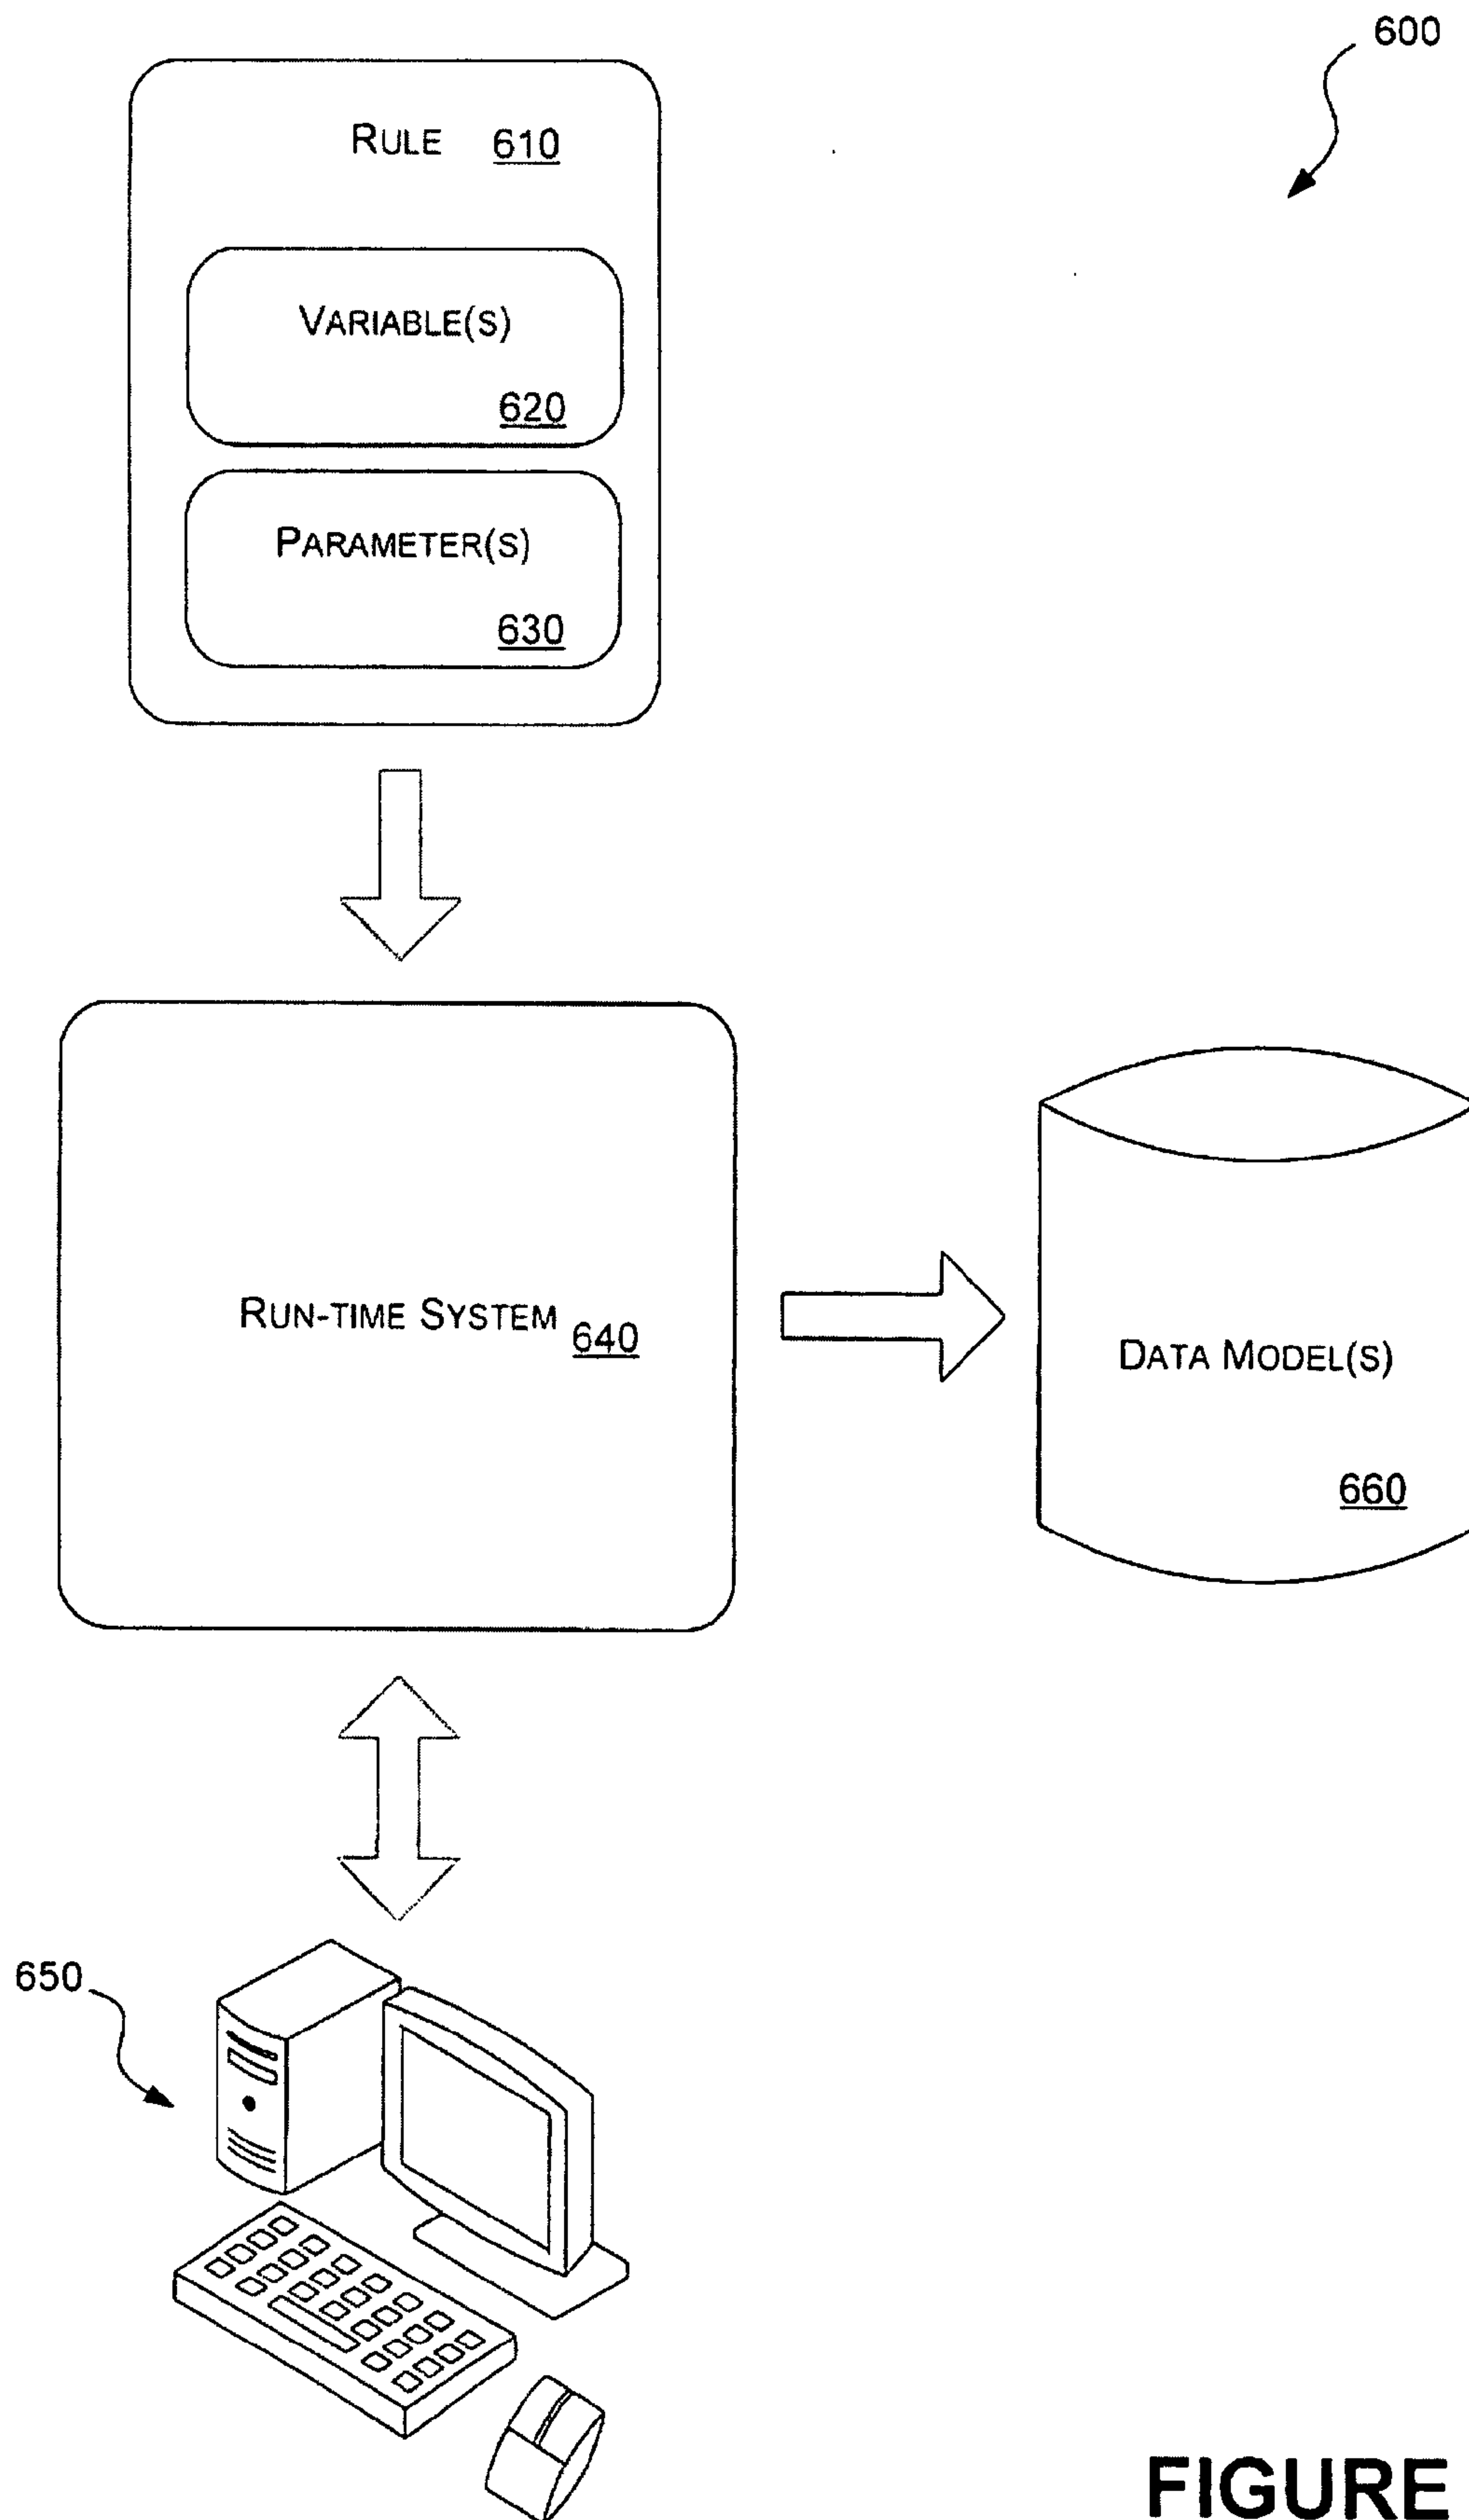 600
RULE 610
VARIABLE(S)
620
PARAMETER(S)
630
RUN-TIME SYSTEM 640
DATA MODEL(S)
660
650
FIGURE